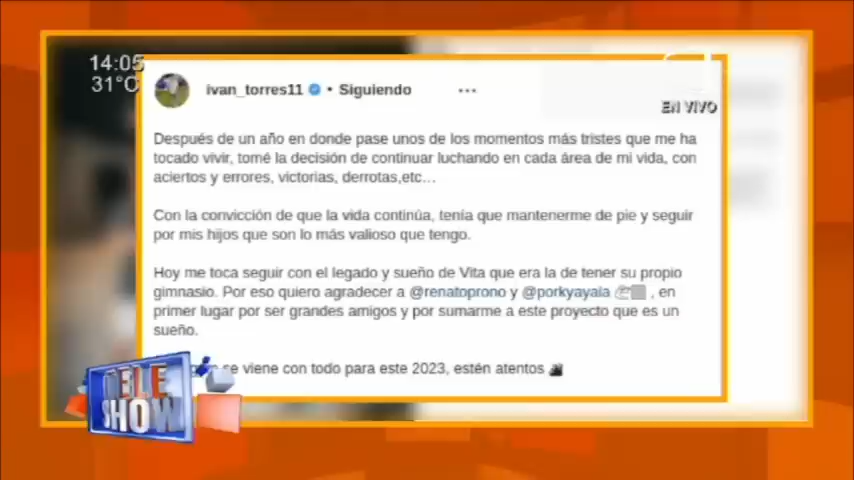 14:05
31°C
EN VIVO
ivan_torres11 • Siguiendo
Después de un año en donde pase unos de los momentos más tristes que me ha
tocado vivir, tomé la decisión de continuar luchando en cada área de mi vida, con
aciertos y errores, victorias, derrotas,etc...
Con la convicción de que la vida continúa, tenía que mantenerme de pie y seguir
por mis hijos que son lo más valioso que tengo.
Hoy me toca seguir con el legado y sueño de Vita que era la de tener su propio
gimnasio. Por eso quiero agradecer a @renatoprono y @porkyayala , en
primer lugar por ser grandes amigos y por sumarme a este proyecto que es un
sueño.
se viene con todo para este 2023, estén atentos
TELE
SHOW